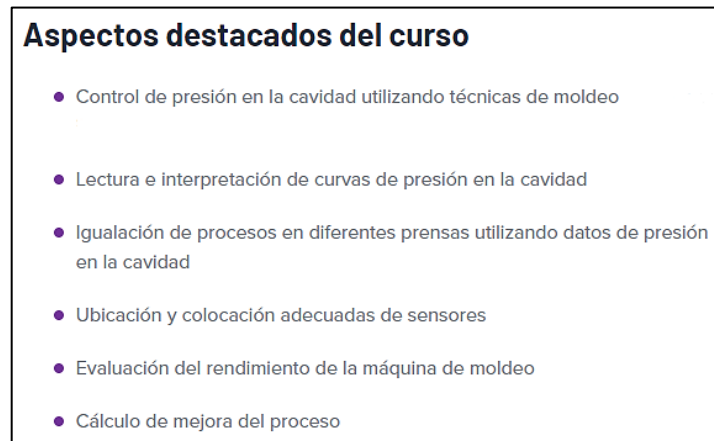 Aspectos destacados del curso
Control de presión en la cavidad utilizando técnicas de moldeo
Lectura e interpretación de curvas de presión en la cavidad
Igualación de procesos en diferentes prensas utilizando datos de presión
en la cavidad
Ubicación y colocación adecuadas de sensores
Evaluación del rendimiento de la máquina de moldeo
Cálculo de mejora del proceso